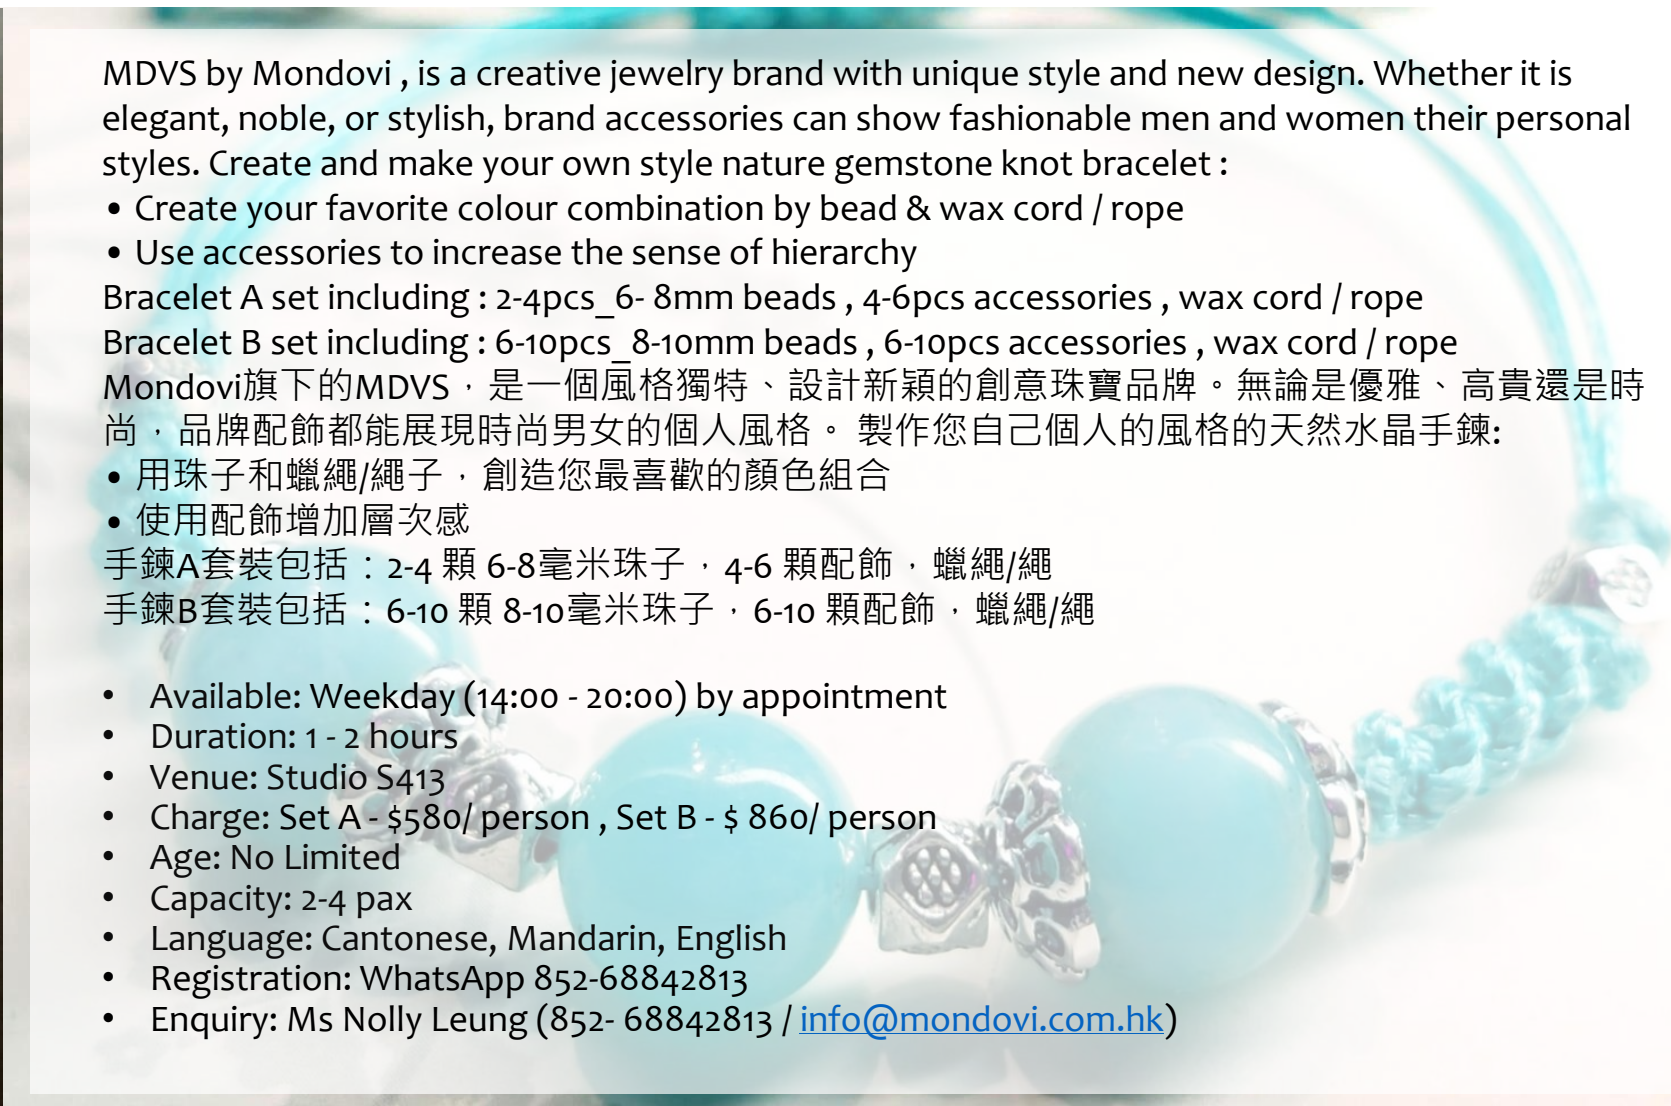 MDVS by Mondovi , is a creative jewelry brand with unique style and new design. Whether it is
elegant, noble, or stylish, brand accessories can show fashionable men and women their personal
styles. Create and make your own style nature gemstone knot bracelet :
• Create your favorite colour combination by bead & wax cord / rope
• Use accessories to increase the sense of hierarchy
Bracelet A set including : 2-4pcs_6- 8mm beads , 4-6pcs accessories , wax cord / rope
Bracelet B set including : 6-10pcs_8-10mm beads , 6-10pcs accessories , wax cord / rope
Mondovi旗下的MDVS，是一個風格獨特、設計新穎的創意珠寶品牌。無論是優雅、高貴還是時
尚，品牌配飾都能展現時尚男女的個人風格。 製作您自己個人的風格的天然水晶手鍊:
• 用珠子和蠟繩/繩子，創造您最喜歡的顏色組合
• 使用配飾增加層次感
手鍊A套裝包括：2-4 顆 6-8毫米珠子，4-6 顆配飾，蠟繩/繩
手鍊B套裝包括：6-10 顆 8-10毫米珠子，6-10 顆配飾，蠟繩/繩
• Available: Weekday (14:00 - 20:00) by appointment
• Duration: 1 - 2 hours
• Venue: Studio S413
• Charge: Set A - $580/ person , Set B - $ 860/ person
• Age: No Limited
• Capacity: 2-4 pax
• Language: Cantonese, Mandarin, English
• Registration: WhatsApp 852-68842813
• Enquiry: Ms Nolly Leung (852- 68842813 / info@mondovi.com.hk)